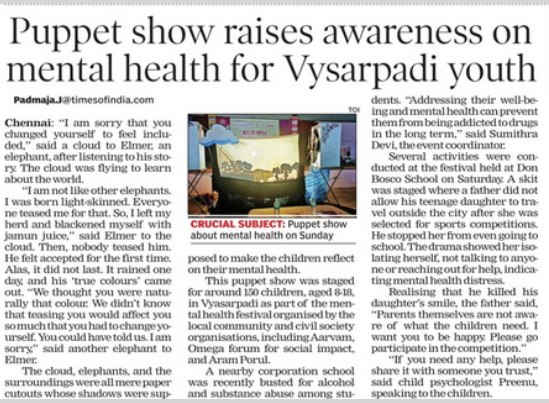 Puppet show raises awareness on
mental health for Vysarpadi youth
Padmaja.J@timesofindia.com
Chennai: “I am sorry that you
changed yourself to feel inclu-
ded,” said a cloud to Elmer, an
elephant, after listening to his sto-
ry. The cloud was flying to learn
about the world.
“I am not like other elephants.
I was born light-skinned. Everyo-
ne teased me for that. So, I left my
herd and blackened myself with
jamun juice,” said Elmer to the
cloud. Then, nobody teased him.
He felt accepted for the first time.
Alas, it did not last. It rained one
day, and his ‘true colours’ came
out. “We thought you were natu-
rally that colour. We didn’t know
that teasing you would affect you
so much that you had to change yo-
urself. You could have told us. I am
sorry,” said another elephant to
Elmer.
The cloud, elephants, and the
surroundings were all mere paper
cutouts whose shadows were sup-
TOI
CRUCIAL SUBJECT: Puppet show
about mental health on Sunday
posed to make the children reflect
on their mental health.
This puppet show was staged
for around 150 children, aged 8-18,
in Vysarpadi as part of the men-
tal health festival organised by the
local community and civil society
organisations, including Aarvam,
Omega forum for social impact,
and Aram Porul.
A nearby corporation school
was recently busted for alcohol
and substance abuse among stu-
dents. “Addressing their well-be-
ing and mental health can prevent
them from being addicted to drugs
in the long term,” said Sumithra
Devi, the event coordinator.
Several activities were con-
ducted at the festival held at Don
Bosco School on Saturday. A skit
was staged where a father did not
allow his teenage daughter to tra-
vel outside the city after she was
selected for sports competitions.
He stopped her from even going to
school. The drama showed her iso-
lating herself, not talking to anyo-
ne or reaching out for help, indica-
ting mental health distress.
Realising that he killed his
daughter’s smile, the father said,
“Parents themselves are not awa-
re of what the children need. I
want you to be happy. Please go
participate in the competition.”
“If you need any help, please
share it with someone you trust,”
said child psychologist Preenu,
speaking to the children.